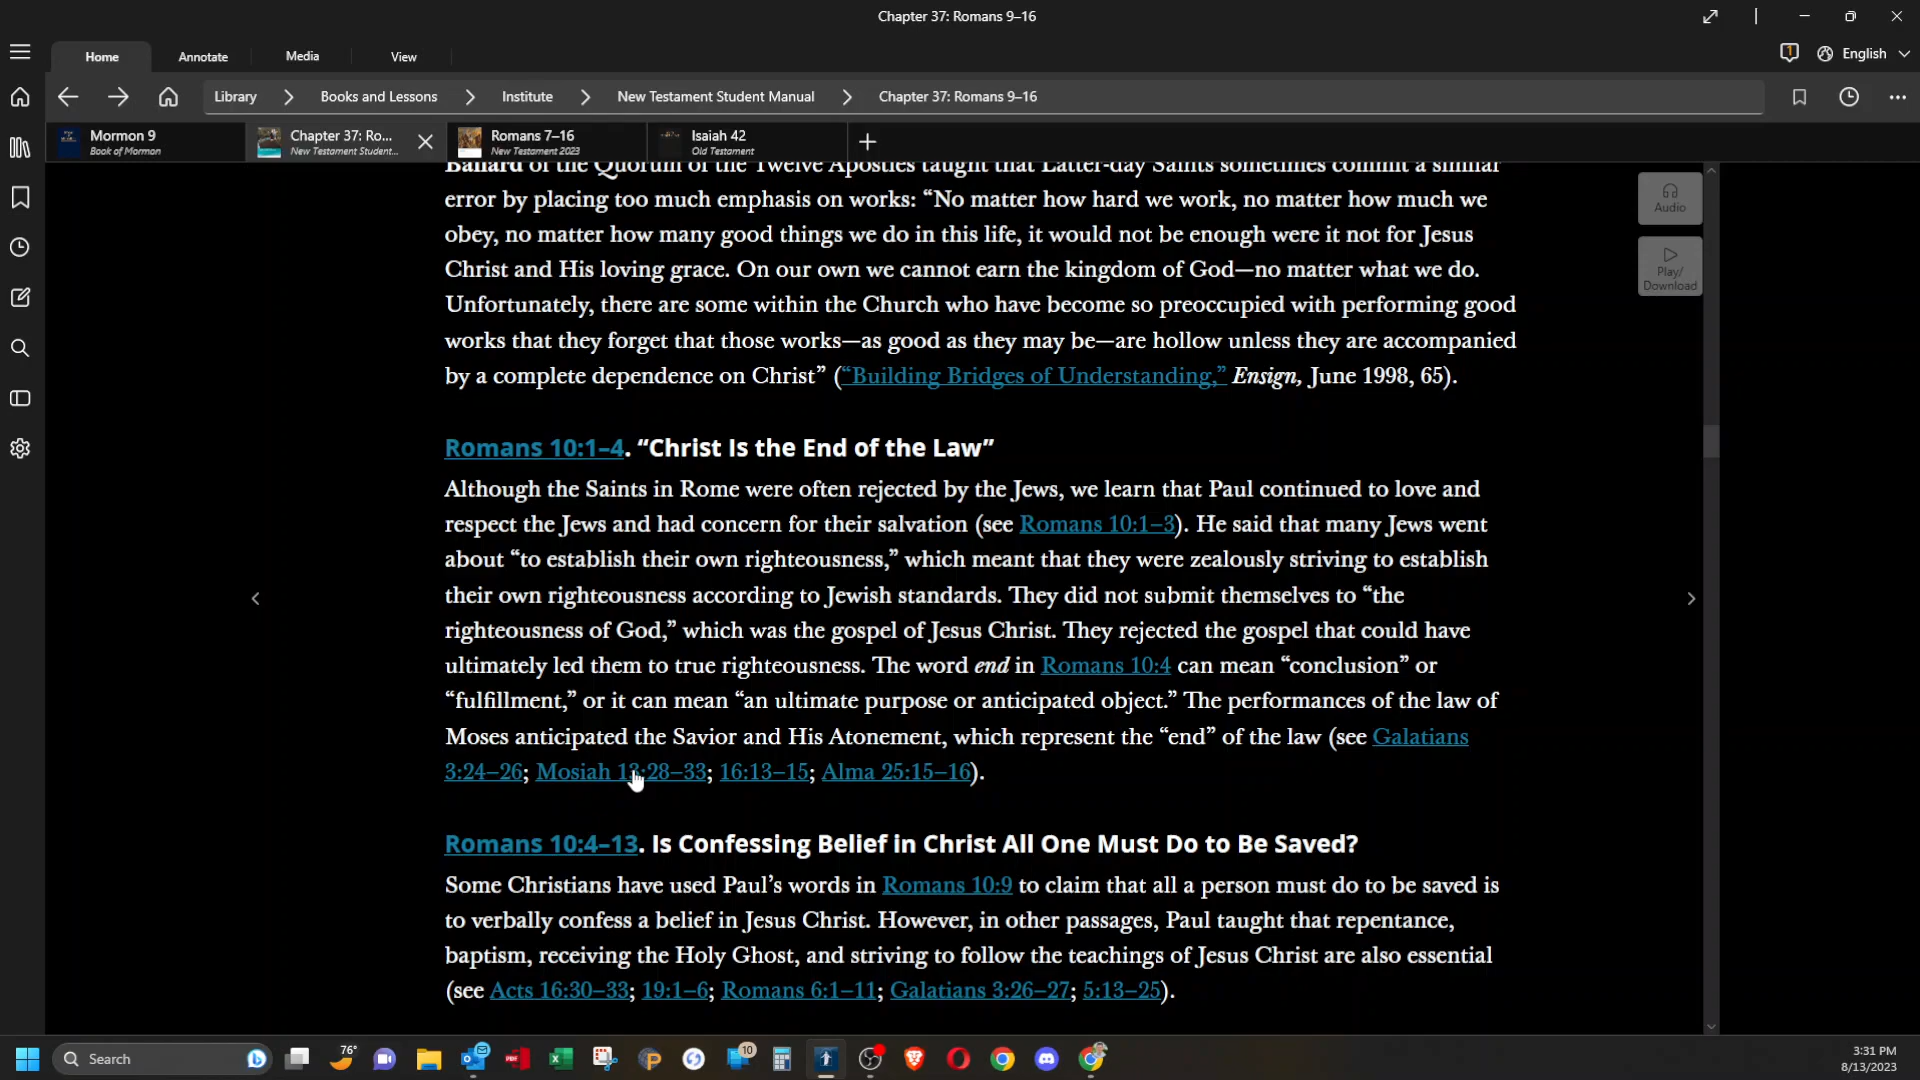 Chapter 37: Romans 9–16
Home
Annotate
Media
View
1
English
Library
Books and Lessons
Institute
New Testament Student Manual
Chapter 37: Romans 9–16
Mormon 9
Book of Mormon
Chapter 37: Ro...
New Testament Student...
Romans 7–16
New Testament 2023
Isaiah 42
Old Testament
Ballard of the Quorum of the Twelve Apostles taught that Latter-day Saints sometimes commit a similar
error by placing too much emphasis on works: “No matter how hard we work, no matter how much we
obey, no matter how many good things we do in this life, it would not be enough were it not for Jesus
Christ and His loving grace. On our own we cannot earn the kingdom of God—no matter what we do.
Unfortunately, there are some within the Church who have become so preoccupied with performing good
works that they forget that those works—as good as they may be—are hollow unless they are accompanied
by a complete dependence on Christ” (“Building Bridges of Understanding,” Ensign, June 1998, 65).
Audio
Play/
Download
Romans 10:1–4. “Christ Is the End of the Law”
Although the Saints in Rome were often rejected by the Jews, we learn that Paul continued to love and
respect the Jews and had concern for their salvation (see Romans 10:1–3). He said that many Jews went
about “to establish their own righteousness,” which meant that they were zealously striving to establish
their own righteousness according to Jewish standards. They did not submit themselves to “the
righteousness of God,” which was the gospel of Jesus Christ. They rejected the gospel that could have
ultimately led them to true righteousness. The word end in Romans 10:4 can mean “conclusion” or
“fulfillment,” or it can mean “an ultimate purpose or anticipated object.” The performances of the law of
Moses anticipated the Savior and His Atonement, which represent the “end” of the law (see Galatians
3:24–26; Mosiah 13:28–33; 16:13–15; Alma 25:15–16).
Romans 10:4–13. Is Confessing Belief in Christ All One Must Do to Be Saved?
Some Christians have used Paul’s words in Romans 10:9 to claim that all a person must do to be saved is
to verbally confess a belief in Jesus Christ. However, in other passages, Paul taught that repentance,
baptism, receiving the Holy Ghost, and striving to follow the teachings of Jesus Christ are also essential
(see Acts 16:30–33; 19:1–6; Romans 6:1–11; Galatians 3:26–27; 5:13–25).
Search
76°
PDF
10
3:31 PM
8/13/2023